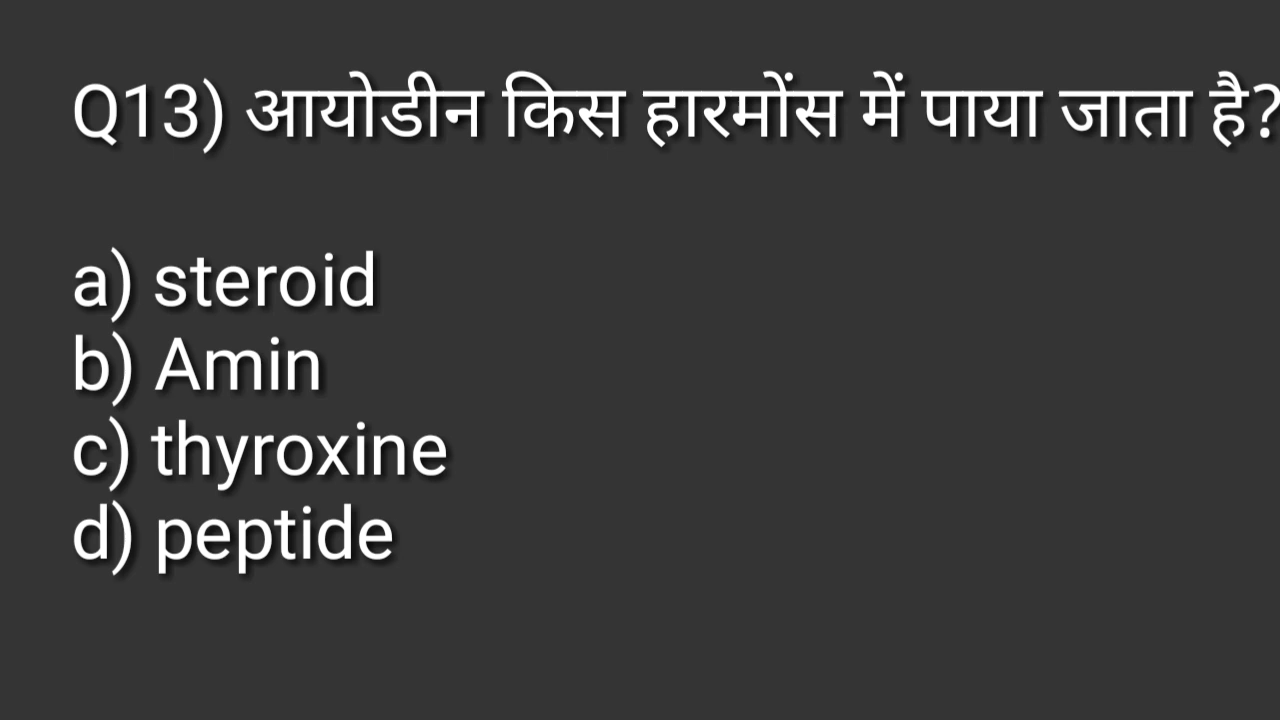 Q13) आयोडीन किस हारमोंस में पाया जाता है?
a) steroid
b) Amin
c) thyroxine
d) peptide